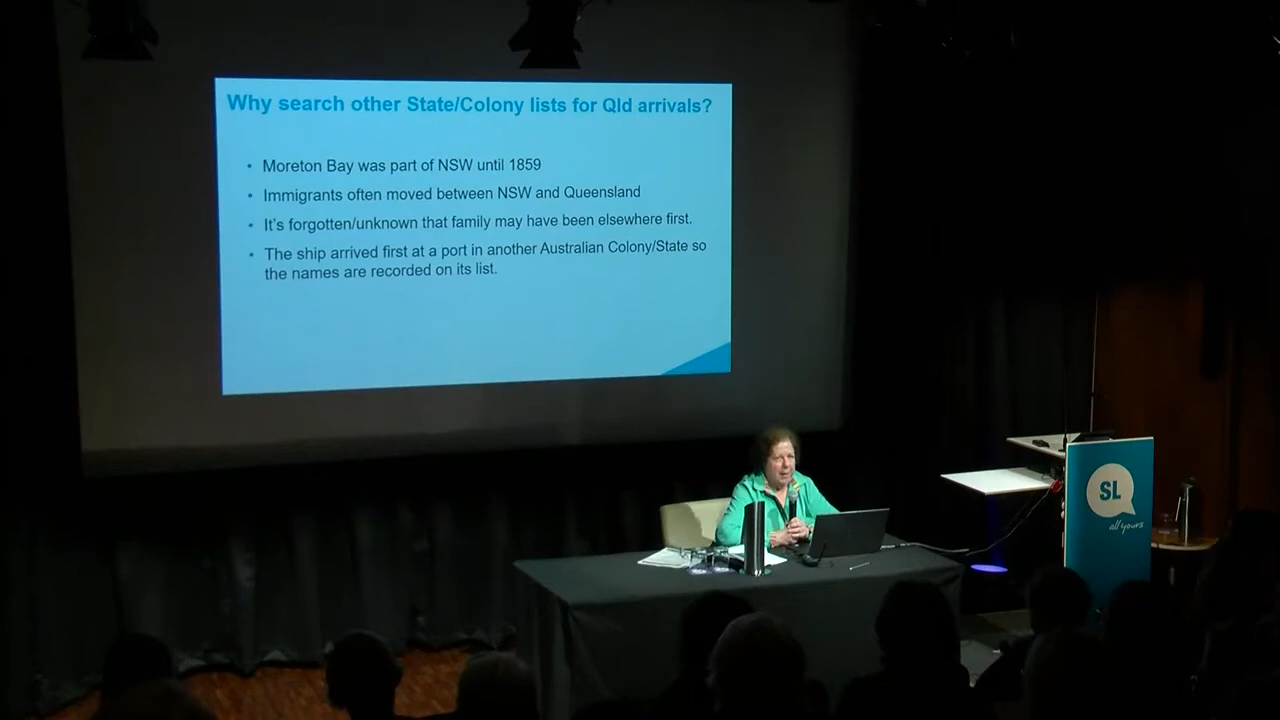 Why search other State/Colony lists for Qld arrivals?
• Moreton Bay was part of NSW until 1859
• Immigrants often moved between NSW and Queensland
• It's forgotten/unknown that family may have been elsewhere first.
• The ship arrived first at a port in another Australian Colony/State so
the names are recorded on its list.
SL
all yours